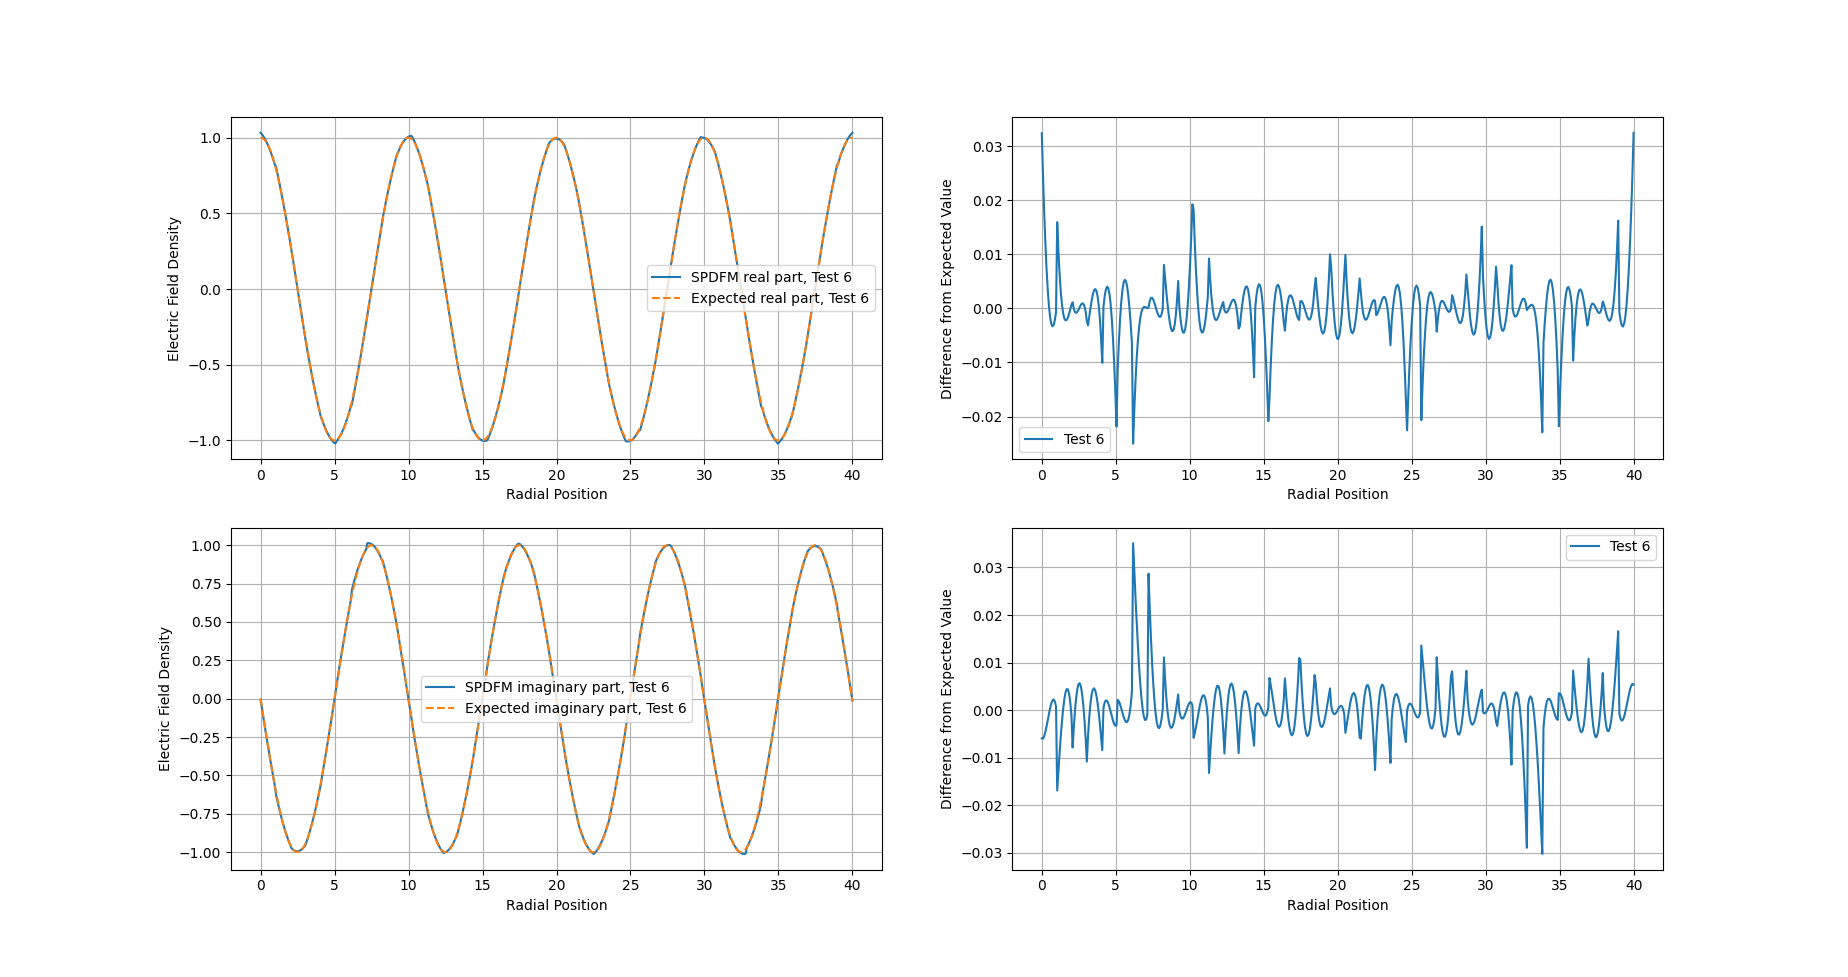 1.0
0.5
0.0
−0.5
−1.0
Electric Field Density
SPDFM real part, Test 6
Expected real part, Test 6
0 5 10 15 20 25 30 35 40
Radial Position
0.03
0.02
0.01
0.00
−0.01
−0.02
Difference from Expected Value
Test 6
0 5 10 15 20 25 30 35 40
Radial Position
1.00
0.75
0.50
0.25
0.00
−0.25
−0.50
−0.75
−1.00
Electric Field Density
SPDFM imaginary part, Test 6
Expected imaginary part, Test 6
0 5 10 15 20 25 30 35 40
Radial Position
Test 6
0.03
0.02
0.01
0.00
−0.01
−0.02
−0.03
Difference from Expected Value
0 5 10 15 20 25 30 35 40
Radial Position